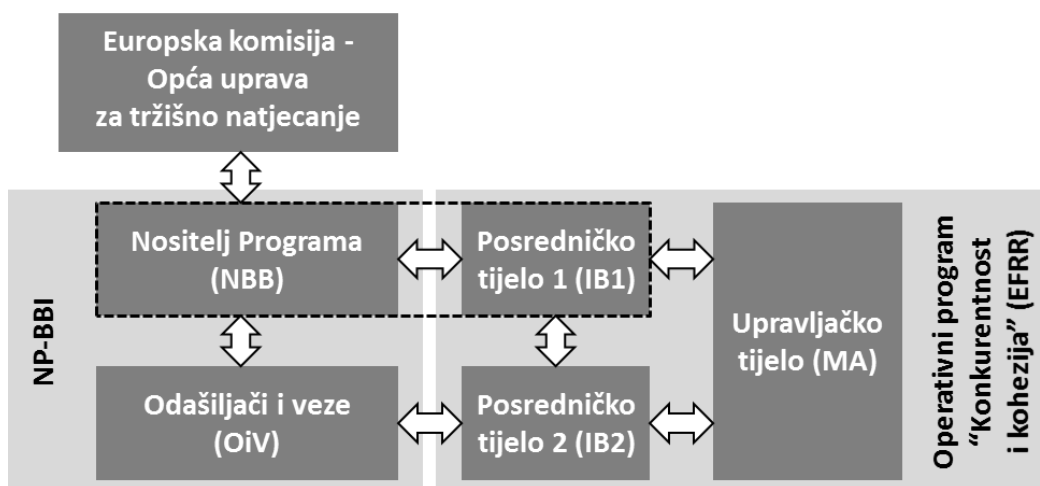 Europska komisija -
Opća uprava
za tržišno natjecanje
NP-BBI
Nositelj Programa
(NBB)
Posredničko
tijelo 1 (IB1)
Odašiljači i veze
(OiV)
Posredničko
tijelo 2 (IB2)
Upravljačko
tijelo (MA)
Operativni program
“Konkurentnost
i kohezija” (EFRR)